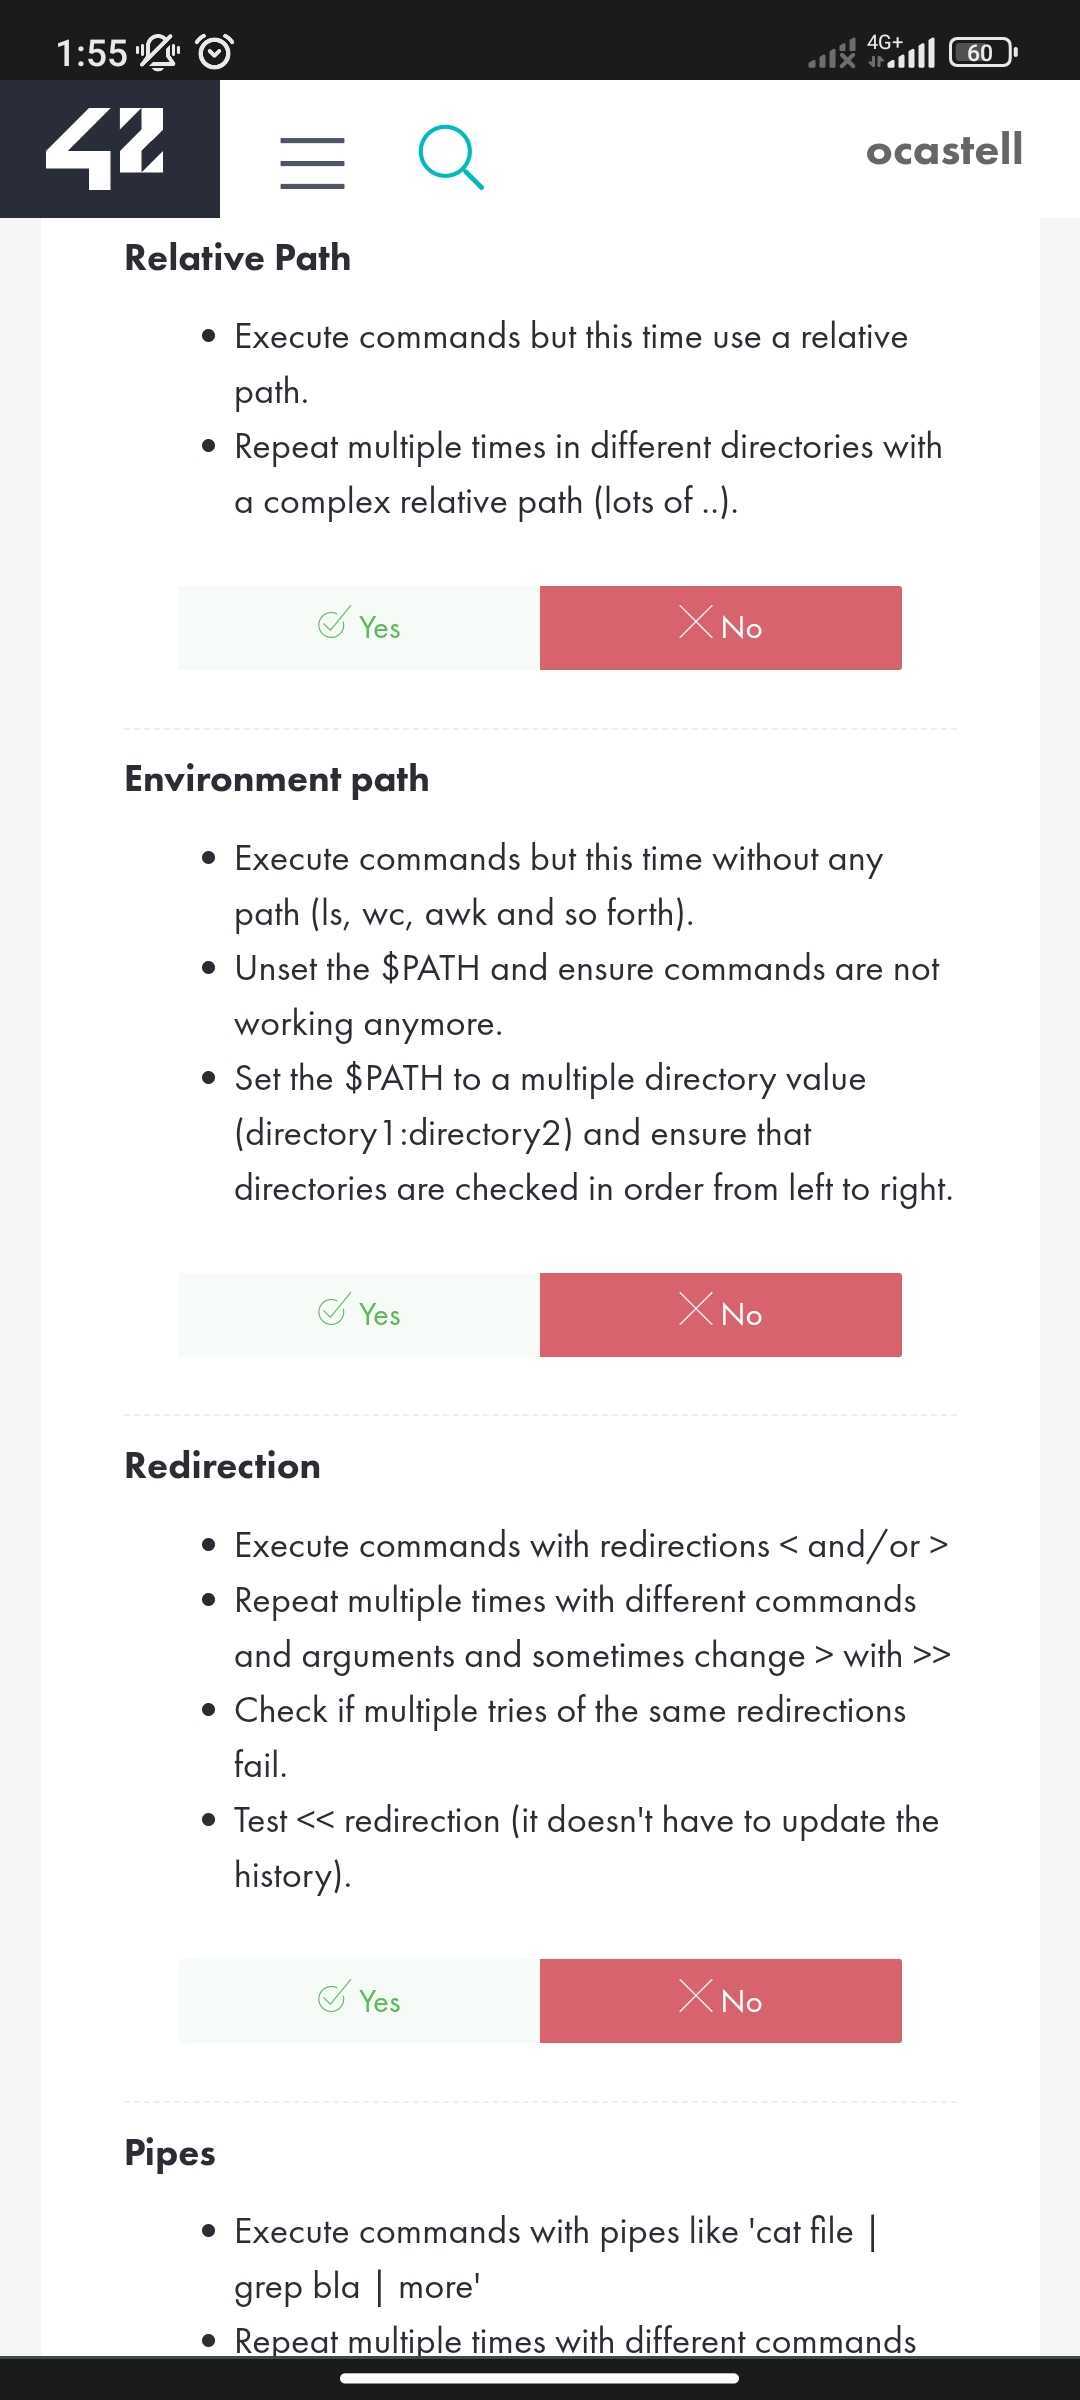 1:55
4G+
60
42
ocastell
Relative Path
• Execute commands but this time use a relative
path.
• Repeat multiple times in different directories with
a complex relative path (lots of ..).
Yes
No
Environment path
• Execute commands but this time without any
path (ls, wc, awk and so forth).
• Unset the $PATH and ensure commands are not
working anymore.
• Set the $PATH to a multiple directory value
(directory1:directory2) and ensure that
directories are checked in order from left to right.
Yes
No
Redirection
• Execute commands with redirections < and/or >
• Repeat multiple times with different commands
and arguments and sometimes change > with >>
• Check if multiple tries of the same redirections
fail.
• Test << redirection (it doesn't have to update the
history).
Yes
No
Pipes
• Execute commands with pipes like 'cat file |
grep bla | more'
• Repeat multiple times with different commands